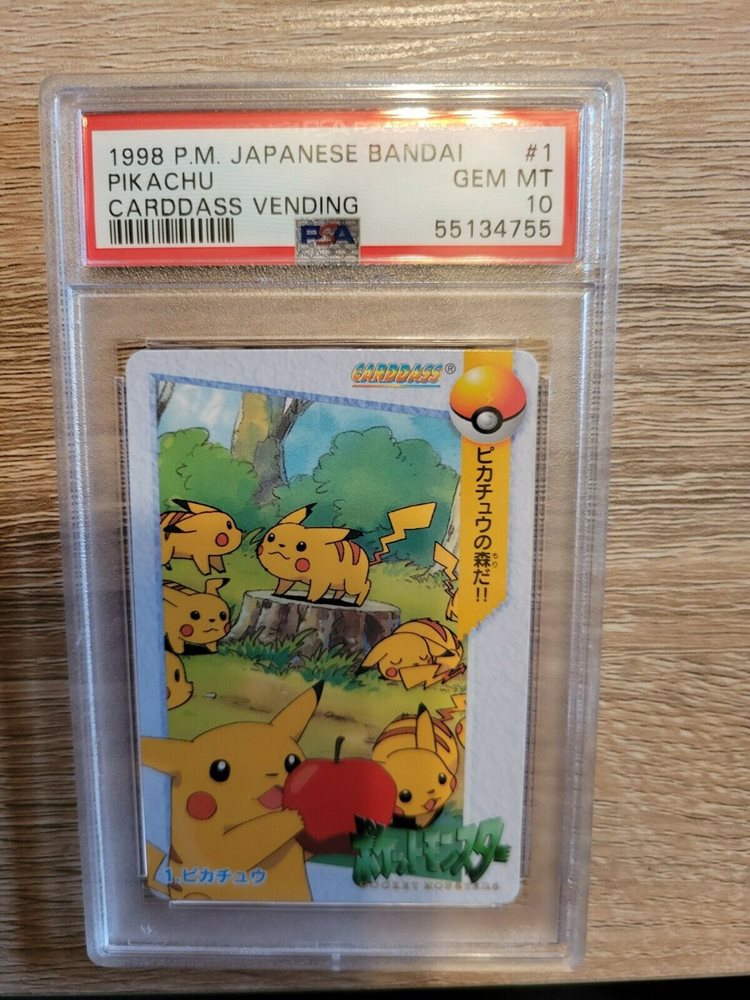 1998 P.M. JAPANESE BANDAI #1
PIKACHU GEM MT
CARDDASS VENDING 10
PSA 55134755
CARDDASS®
ピカチュウの森だ!!
もり
1.ピカチュウ
ポケットモンスター
POCKET MONSTERS